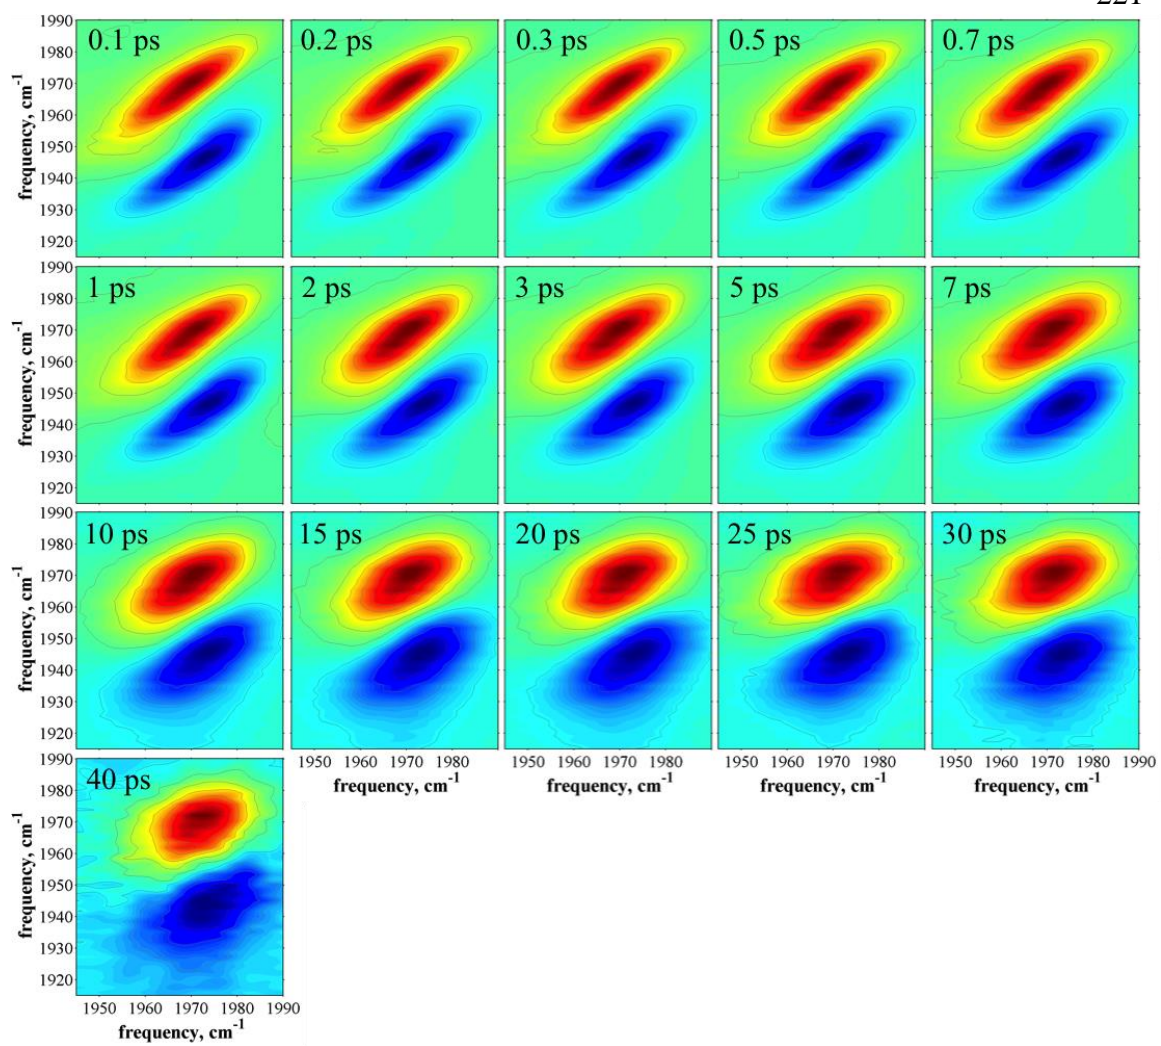 221
0.1 ps
0.2 ps
0.3 ps
0.5 ps
0.7 ps
1990
1980
1970
1960
1950
1940
1930
1920
frequency, cm-1
1 ps
2 ps
3 ps
5 ps
7 ps
1990
1980
1970
1960
1950
1940
1930
1920
frequency, cm-1
10 ps
15 ps
20 ps
25 ps
30 ps
1990
1980
1970
1960
1950
1940
1930
1920
frequency, cm-1
1950 1960 1970 1980
1950 1960 1970 1980
1950 1960 1970 1980
1950 1960 1970 1980 1990
frequency, cm-1
frequency, cm-1
frequency, cm-1
frequency, cm-1
40 ps
1990
1980
1970
1960
1950
1940
1930
1920
frequency, cm-1
1950 1960 1970 1980 1990
frequency, cm-1